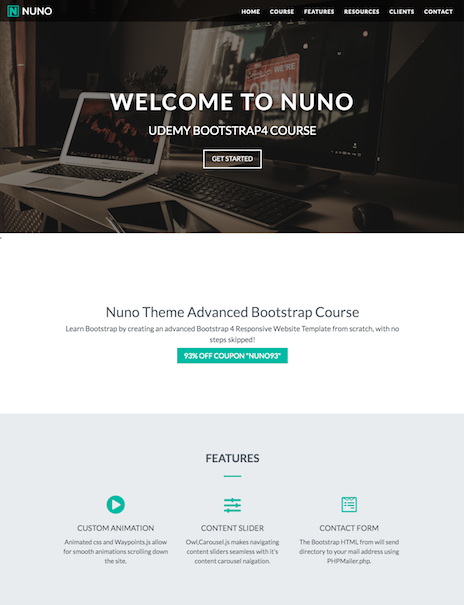 N NUNO
HOME COURSE FEATURES RESOURCES CLIENTS CONTACT
WELCOME TO NUNO
UDEMY BOOTSTRAP4 COURSE
GET STARTED
Nuno Theme Advanced Bootstrap Course
Learn Bootstrap by creating an advanced Bootstrap 4 Responsive Website Template from scratch, with no
steps skipped!
93% OFF COUPON "NUNO93"
FEATURES
CUSTOM ANIMATION
Animated css and Waypoints.js allow
for smooth animations scrolling down
the site.
CONTENT SLIDER
Owl,Carousel.js makes navigating
content sliders seamless with it's
content carousel naigation.
CONTACT FORM
The Bootstrap HTML from will send
directory to your mail address using
PHPMailer.php.